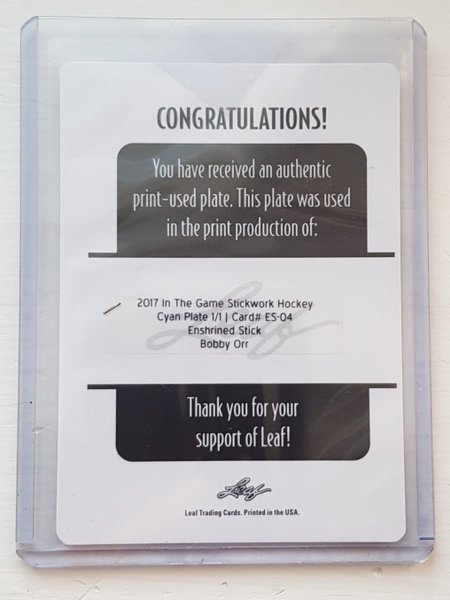 CONGRATULATIONS!
You have received an authentic
print-used plate. This plate was used
in the print production of:
2017 In The Game Stickwork Hockey
Cyan Plate 1/1 | Card# ES-04
Enshrined Stick
Bobby Orr
Thank you for your
support of Leaf!
Leaf
Leaf Trading Cards. Printed in the USA.